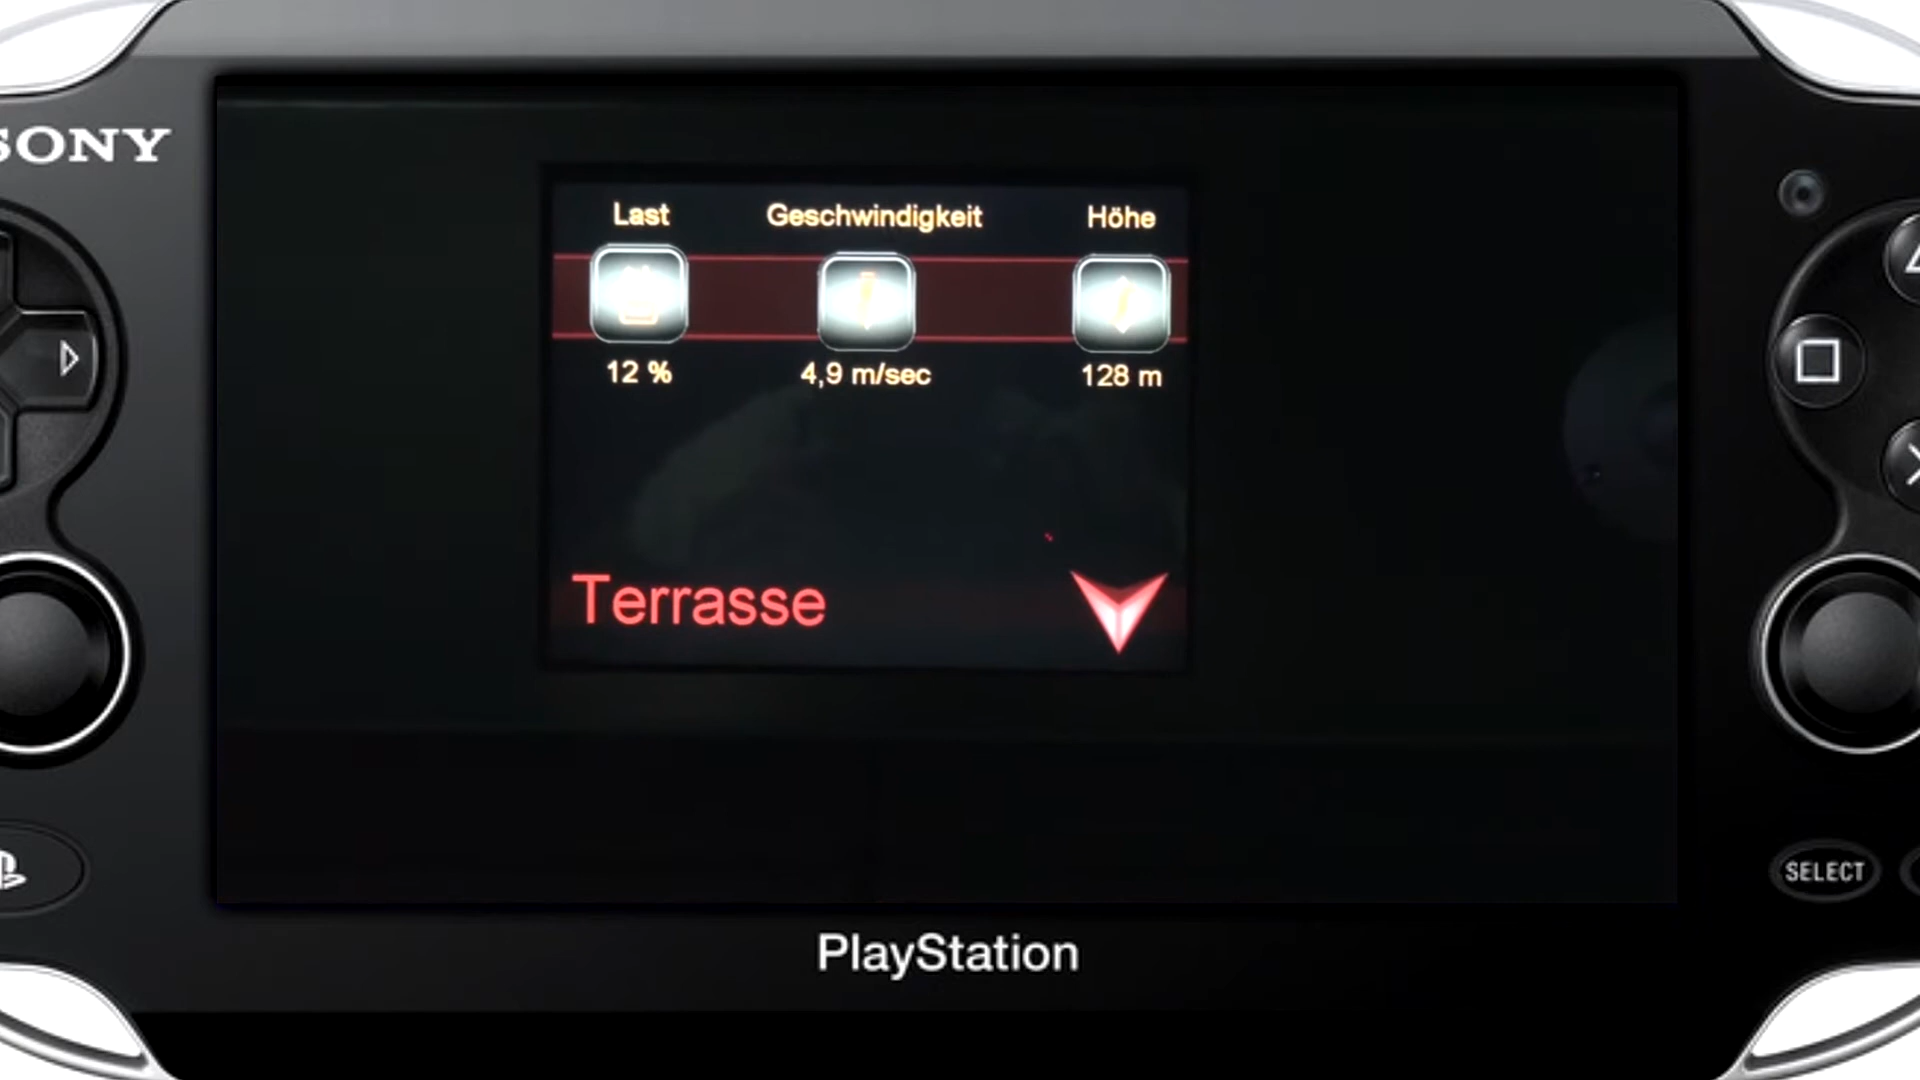 SONY
Last Geschwindigkeit Höhe
12 % 4,9 m/sec 128 m
Terrasse
SELECT
PlayStation